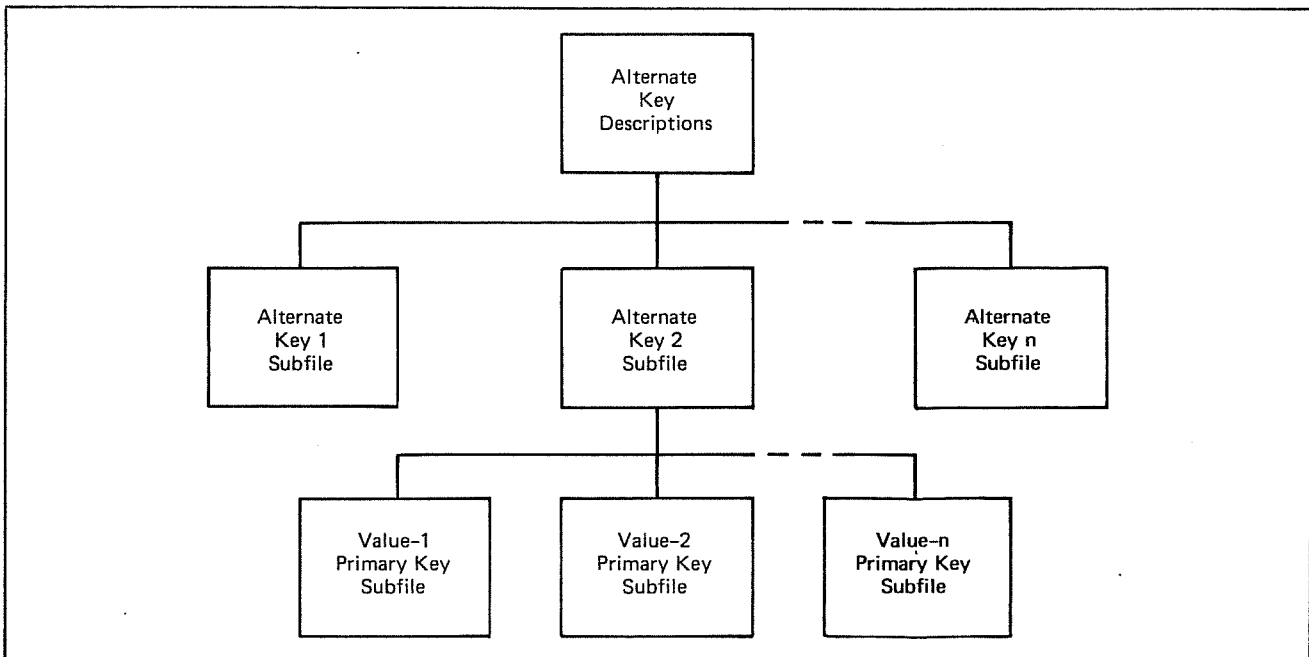 Alternate
Key
Descriptions
Alternate
Key 1
Subfile
Alternate
Key 2
Subfile
Alternate
Key n
Subfile
Value-1
Primary Key
Subfile
Value-2
Primary Key
Subfile
Value-n
Primary Key
Subfile